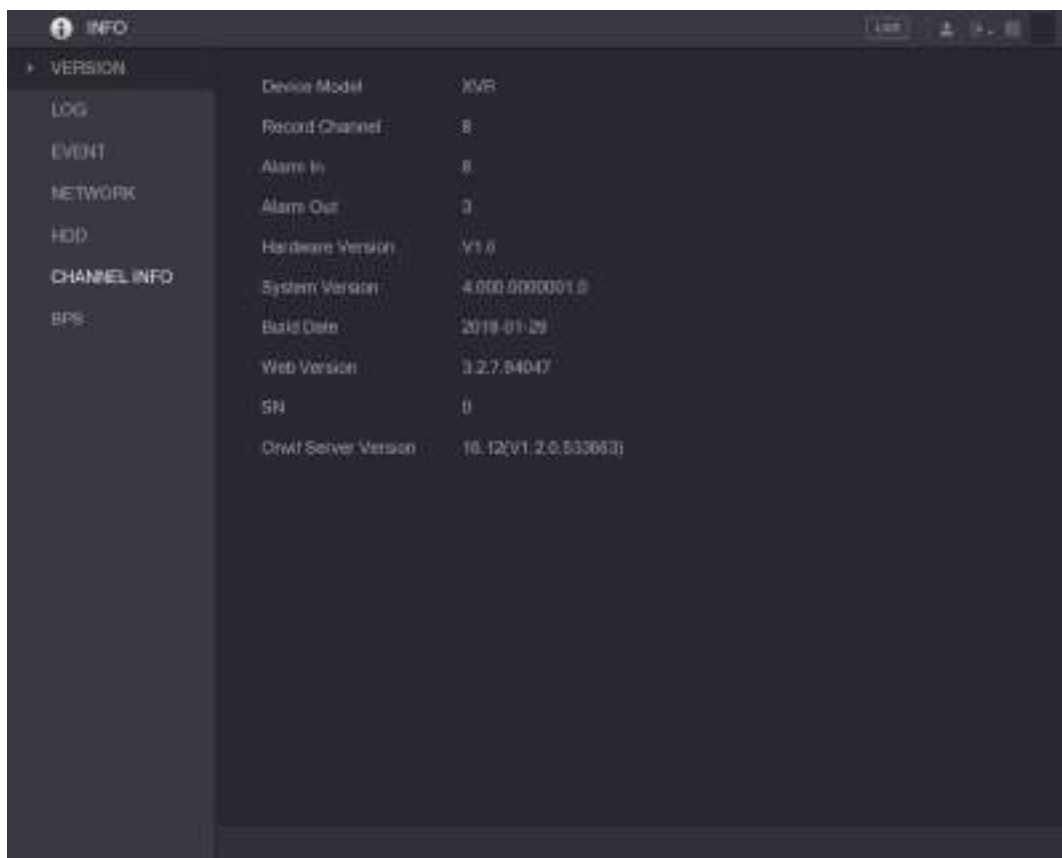 INFO
LIVE
VERSION
LOG
EVENT
NETWORK
HDD
CHANNEL INFO
BPS
Device Model XVR
Record Channel 8
Alarm In 8
Alarm Out 3
Hardware Version V1.0
System Version 4.000.0000001.0
Build Date 2018-01-29
Web Version 3.2.7.94047
SN 0
Onvif Server Version 16.12(V1.2.0.533663)